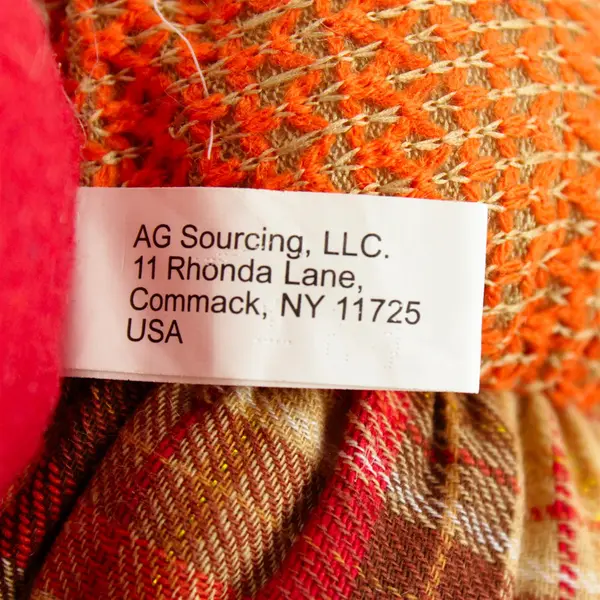 AG Sourcing, LLC.
11 Rhonda Lane,
Commack, NY 11725
USA